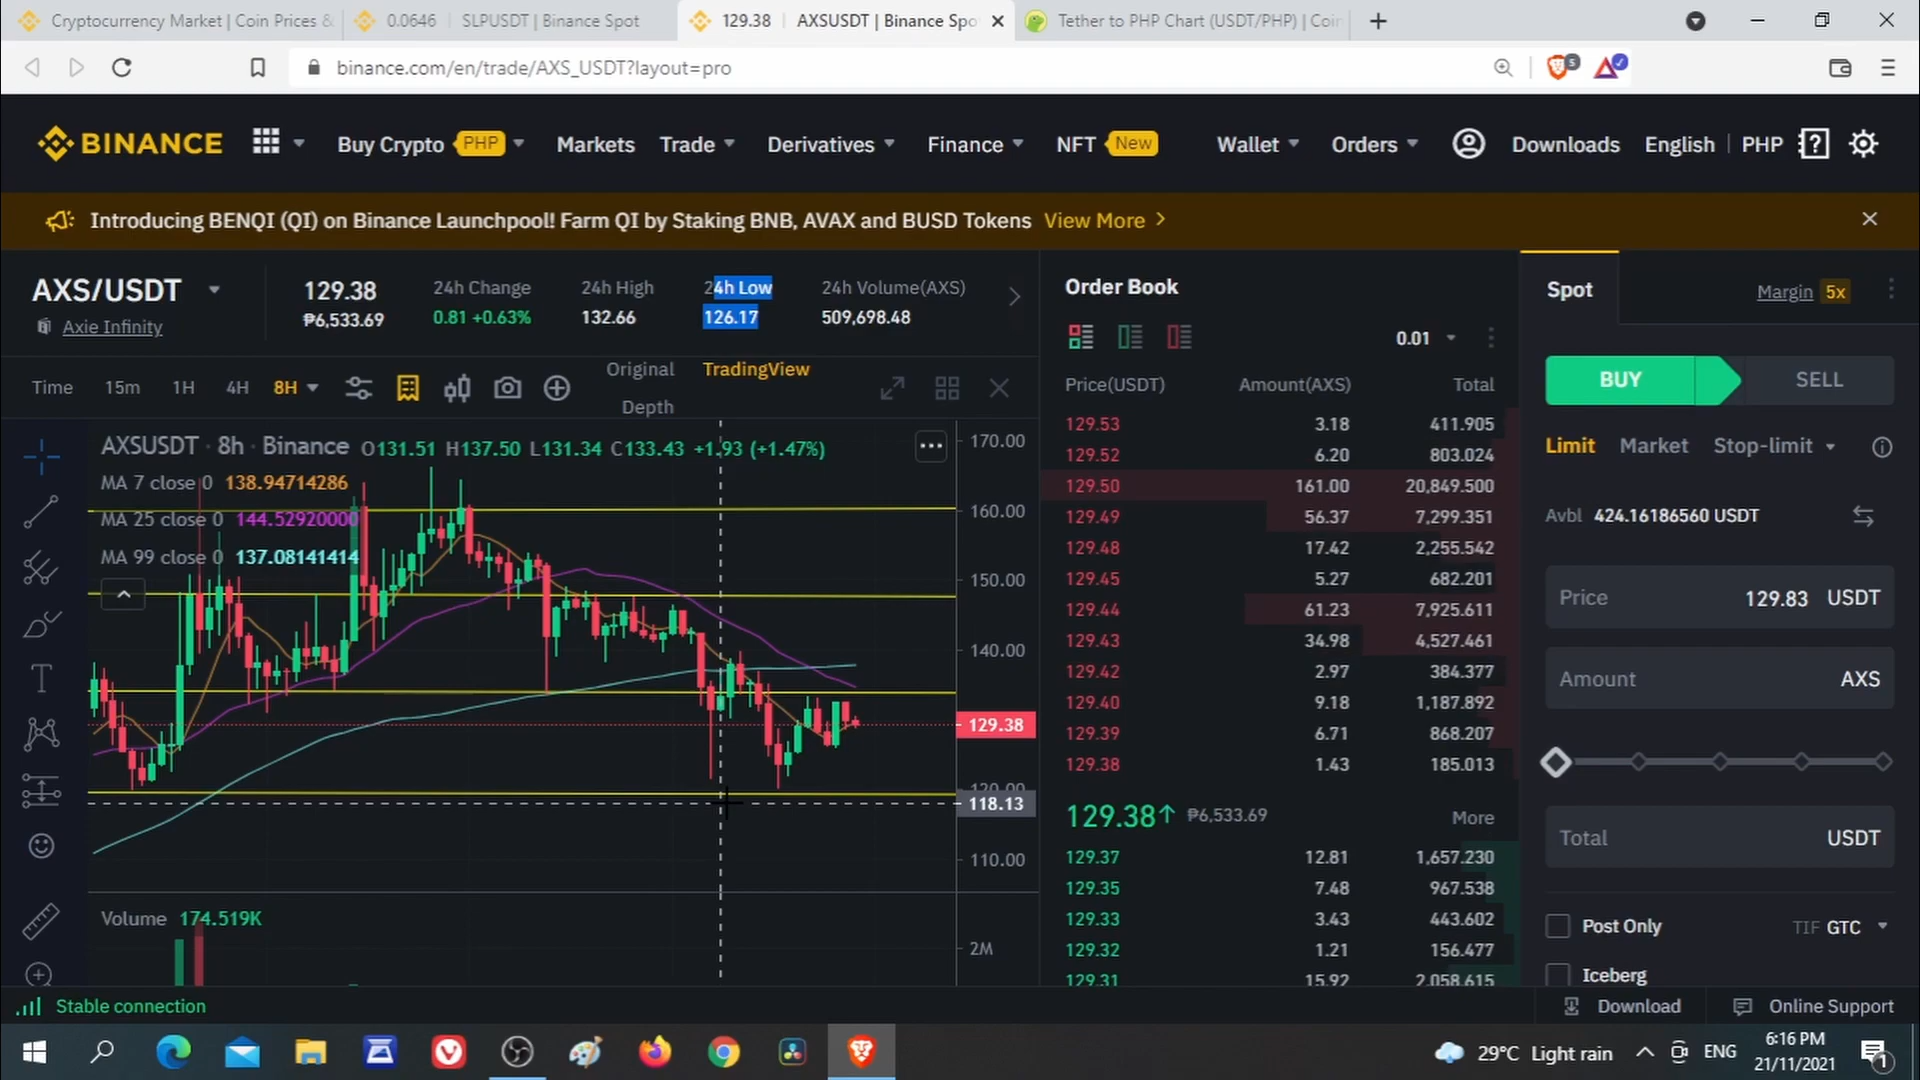 Cryptocurrency Market | Coin Prices &
0.0646 SLPUSDT | Binance Spot
129.38 AXSUSDT | Binance Spo
Tether to PHP Chart (USDT/PHP) | Coin
binance.com/en/trade/AXS_USDT?layout=pro
BINANCE
Buy Crypto PHP
Markets
Trade
Derivatives
Finance
NFT New
Wallet
Orders
Downloads
English
PHP
Introducing BENQI (QI) on Binance Launchpool! Farm QI by Staking BNB, AVAX and BUSD Tokens View More
AXS/USDT
Axie Infinity
129.38
₱6,533.69
24h Change
0.81 +0.63%
24h High
132.66
24h Low
126.17
24h Volume(AXS)
509,698.48
Time 15m 1H 4H 8H
Original
TradingView
Depth
AXSUSDT · 8h · Binance O131.51 H137.50 L131.34 C133.43 +1.93 (+1.47%)
MA 7 close 0 138.94714286
MA 25 close 0 144.52920000
MA 99 close 0 137.08141414
170.00
160.00
150.00
140.00
129.38
120.00
118.13
110.00
Volume 174.519K
2M
Order Book
0.01
Price(USDT) Amount(AXS) Total
129.53 3.18 411.905
129.52 6.20 803.024
129.50 161.00 20,849.500
129.49 56.37 7,299.351
129.48 17.42 2,255.542
129.45 5.27 682.201
129.44 61.23 7,925.611
129.43 34.98 4,527.461
129.42 2.97 384.377
129.40 9.18 1,187.892
129.39 6.71 868.207
129.38 1.43 185.013
129.38↑ ₱6,533.69 More
129.37 12.81 1,657.230
129.35 7.48 967.538
129.33 3.43 443.602
129.32 1.21 156.477
129.31 15.92 2,058.615
Spot
Margin 5x
BUY
SELL
Limit Market Stop-limit
Avbl 424.16186560 USDT
Price 129.83 USDT
Amount AXS
Total USDT
Post Only TIF GTC
Iceberg
Stable connection
Download
Online Support
29°C Light rain
ENG
6:16 PM
21/11/2021
1